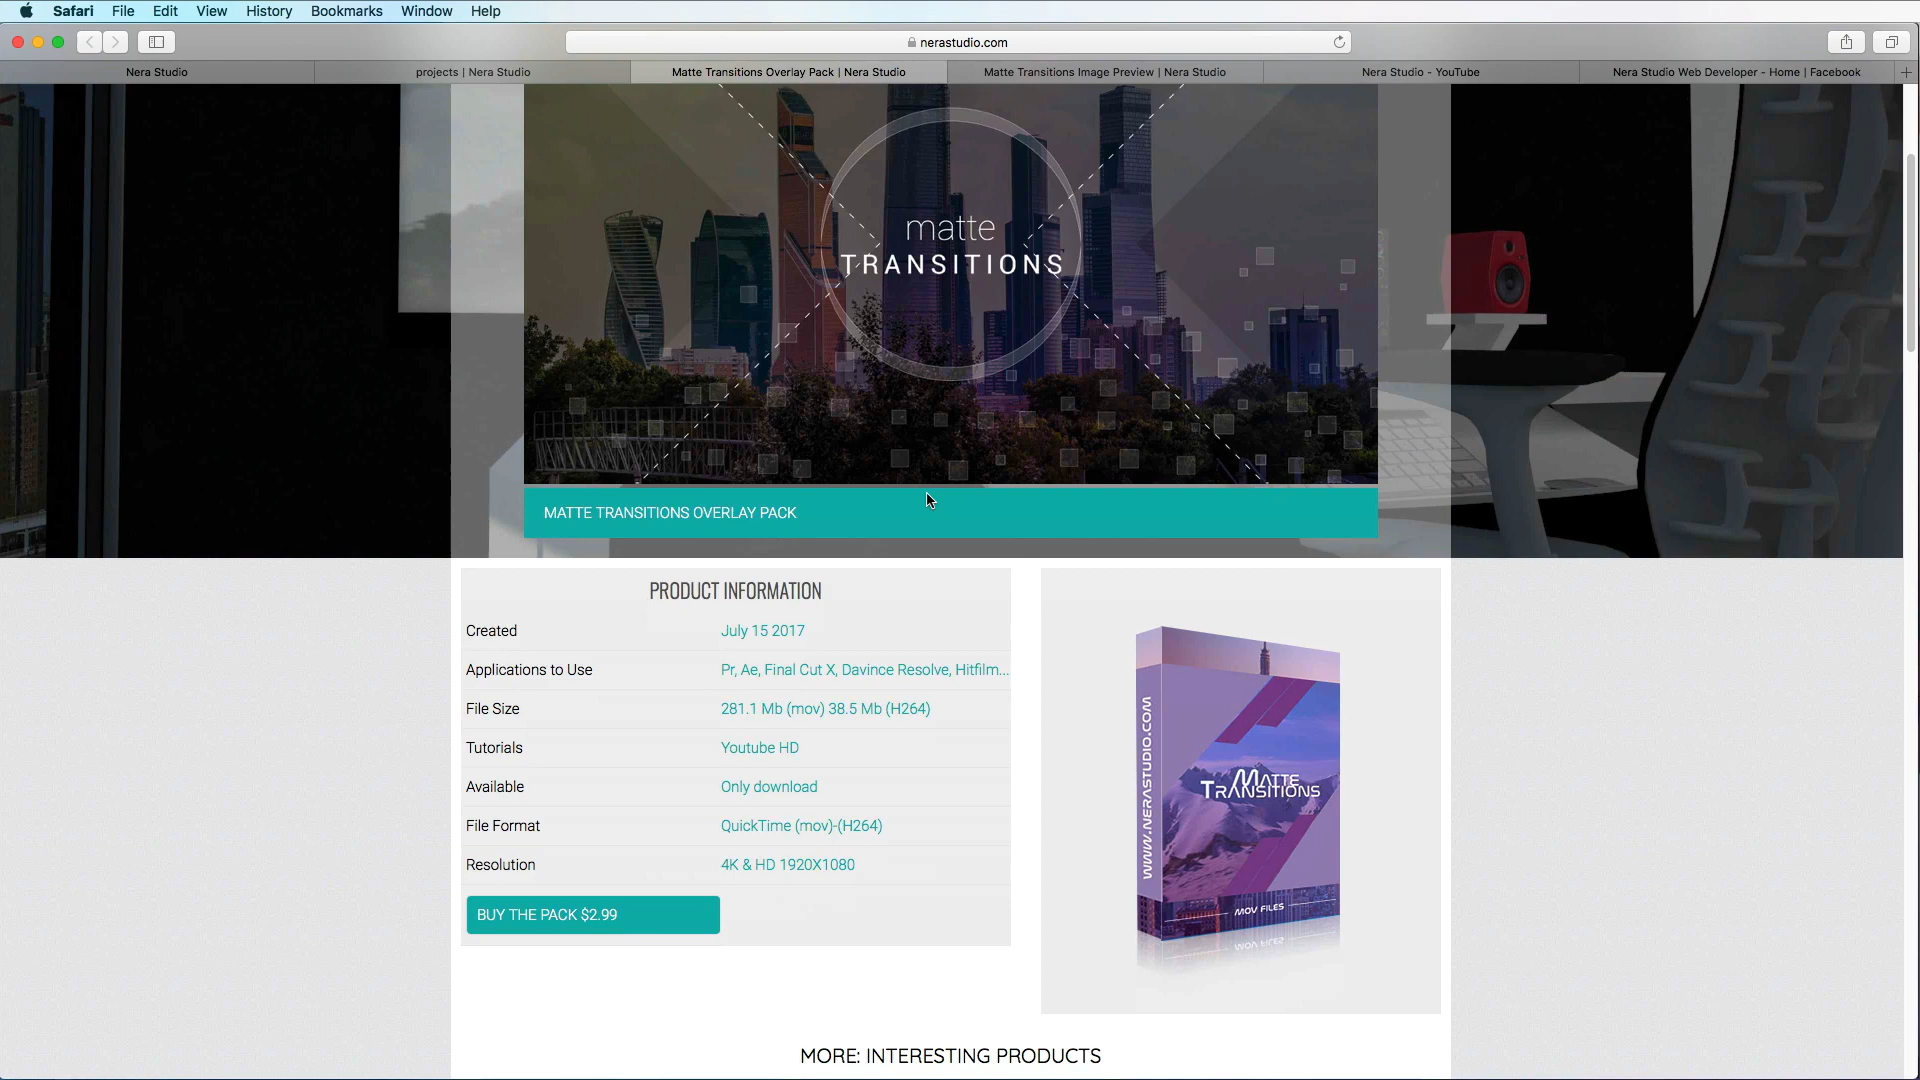 Safari File Edit View History Bookmarks Window Help
nerastudio.com
Nera Studio
projects | Nera Studio
Matte Transitions Overlay Pack | Nera Studio
Matte Transitions Image Preview | Nera Studio
Nera Studio - YouTube
Nera Studio Web Developer - Home | Facebook
matte
TRANSITIONS
MATTE TRANSITIONS OVERLAY PACK
PRODUCT INFORMATION
Created July 15 2017
Applications to Use Pr, Ae, Final Cut X, Davince Resolve, Hitfilm...
File Size 281.1 Mb (mov) 38.5 Mb (H264)
Tutorials Youtube HD
Available Only download
File Format QuickTime (mov)-(H264)
Resolution 4K & HD 1920X1080
BUY THE PACK $2.99
WWW.NERASTUDIO.COM
MATTE
TRANSITIONS
MOV FILES
MORE: INTERESTING PRODUCTS